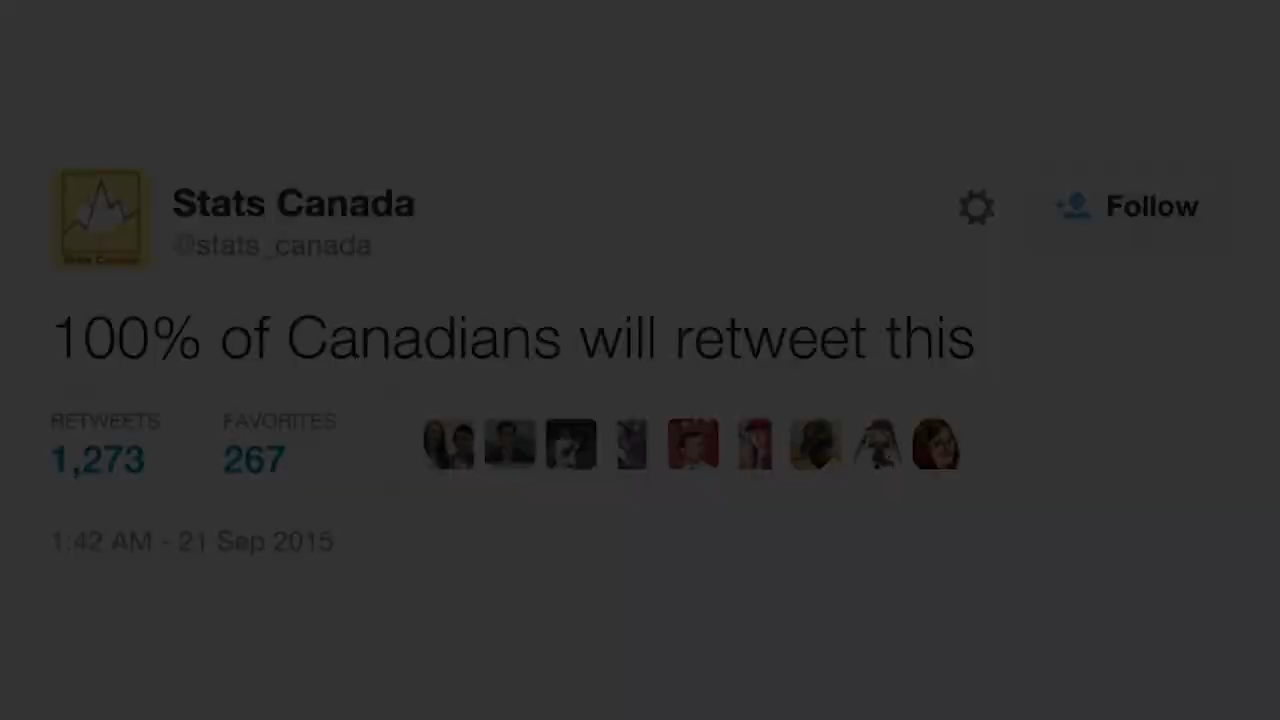 Stats Canada
@stats_canada
Follow
100% of Canadians will retweet this
RETWEETS
FAVORITES
1,273
267
1:42 AM - 21 Sep 2015